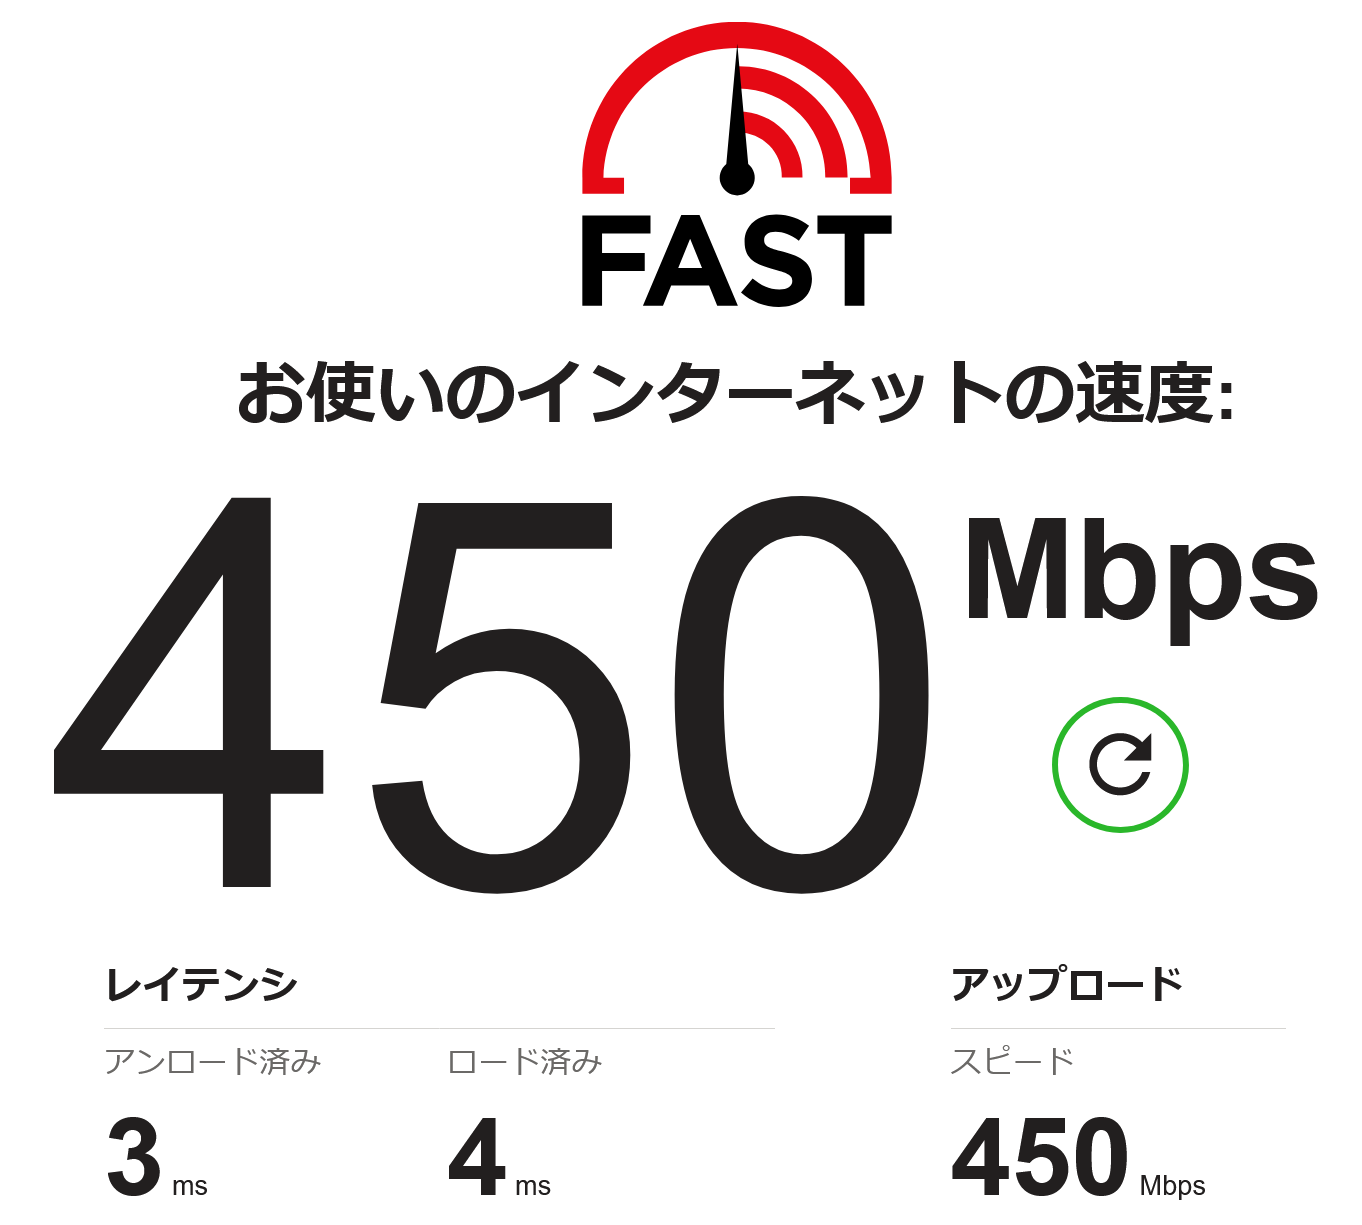 FAST
お使いのインターネットの速度:
450 Mbps
レイテンシ
アップロード
アンロード済み
ロード済み
スピード
3 ms
4 ms
450 Mbps